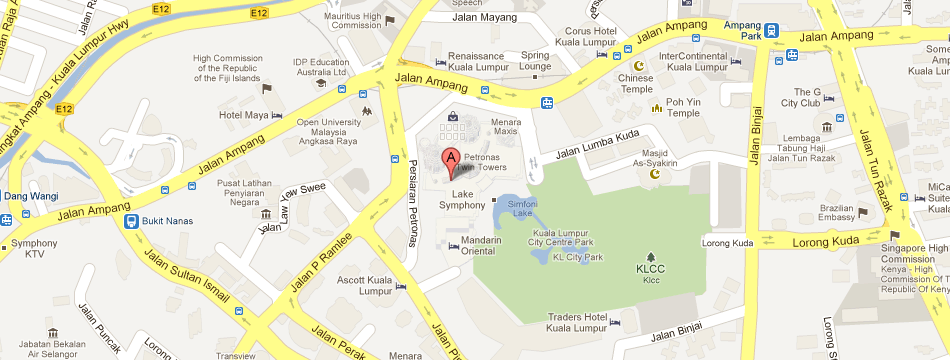 Speech
E12
E12
Mauritius High
Commission
Jalan Mayang
Corus Hotel
Kuala Lumpur
Jalan Ampang
Ampang
Park
Jalan Ampang
Ampang - Kuala Lumpur Hwy
High Commission
of the Republic
of the Fiji Islands
IDP Education
Australia Ltd
Renaissance
Kuala Lumpur
Spring
Lounge
Chinese
Temple
InterContinental
Kuala Lumpur
Jalan Ampang
The G
City Club
E12
Hotel Maya
Poh Yin
Temple
Open University
Malaysia
Angkasa Raya
Menara
Maxis
Jalan Binjai
Lembaga
Tabung Haji
Jalan Tun Razak
Jalan Tun Razak
Jalan Ampang
A
Petronas
Twin Towers
Jalan Lumba Kuda
Masjid
As-Syakirin
Persiaran Petronas
Dang Wangi
Pusat Latihan
Penyiaran
Negara
Jalan Law Yew Swee
Lake
Symphony
Simfoni
Lake
Brazilian
Embassy
Jalan Ampang
Bukit Nanas
Symphony
KTV
Mandarin
Oriental
Kuala Lumpur
City Centre Park
KL City Park
Lorong Kuda
Lorong Kuda
Singapore High
Commission
Kenya - High
Commission Of T
Republic Of Keny
Jalan P Ramlee
KLCC
Klcc
Jalan Sultan Ismail
Ascott Kuala
Lumpur
Traders Hotel
Kuala Lumpur
Jalan Binjai
Jalan Puncak
Jabatan Bekalan
Air Selangor
Transview
Jalan Perak
Menara
Lorong
Lorong St